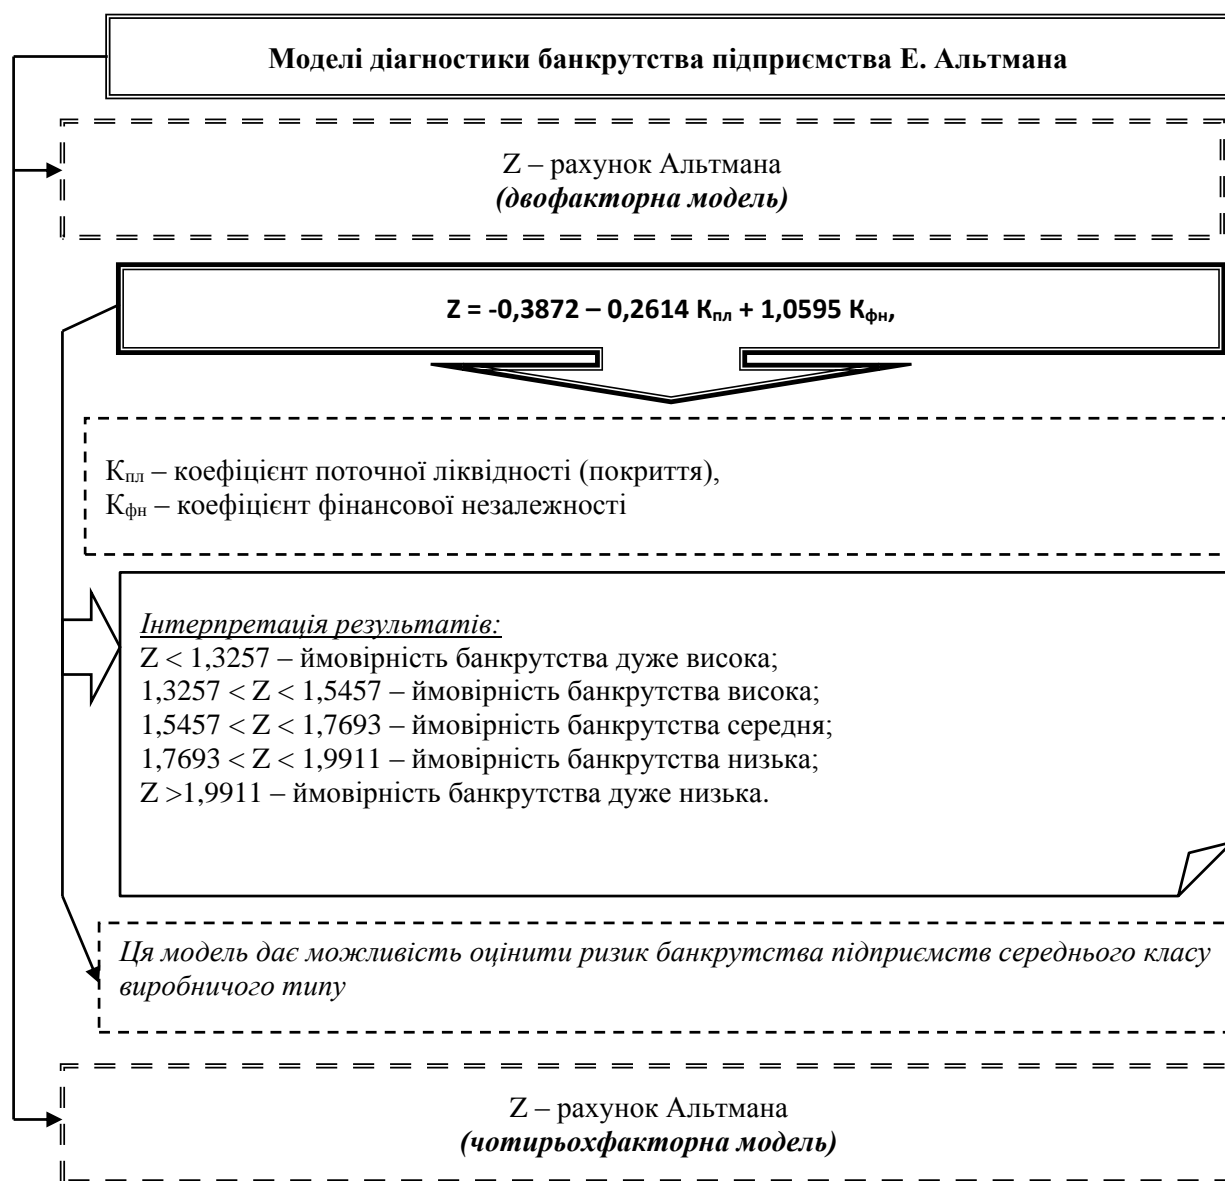 Моделі діагностики банкрутства підприємства Е. Альтмана
Z – рахунок Альтмана
(двофакторна модель)
Z = -0,3872 – 0,2614 Кпл + 1,0595 Кфн,
Кпл – коефіцієнт поточної ліквідності (покриття),
Кфн – коефіцієнт фінансової незалежності
Інтерпретація результатів:
Z < 1,3257 – ймовірність банкрутства дуже висока;
1,3257 < Z < 1,5457 – ймовірність банкрутства висока;
1,5457 < Z < 1,7693 – ймовірність банкрутства середня;
1,7693 < Z < 1,9911 – ймовірність банкрутства низька;
Z >1,9911 – ймовірність банкрутства дуже низька.
Ця модель дає можливість оцінити ризик банкрутства підприємств середнього класу
виробничого типу
Z – рахунок Альтмана
(чотирьохфакторна модель)